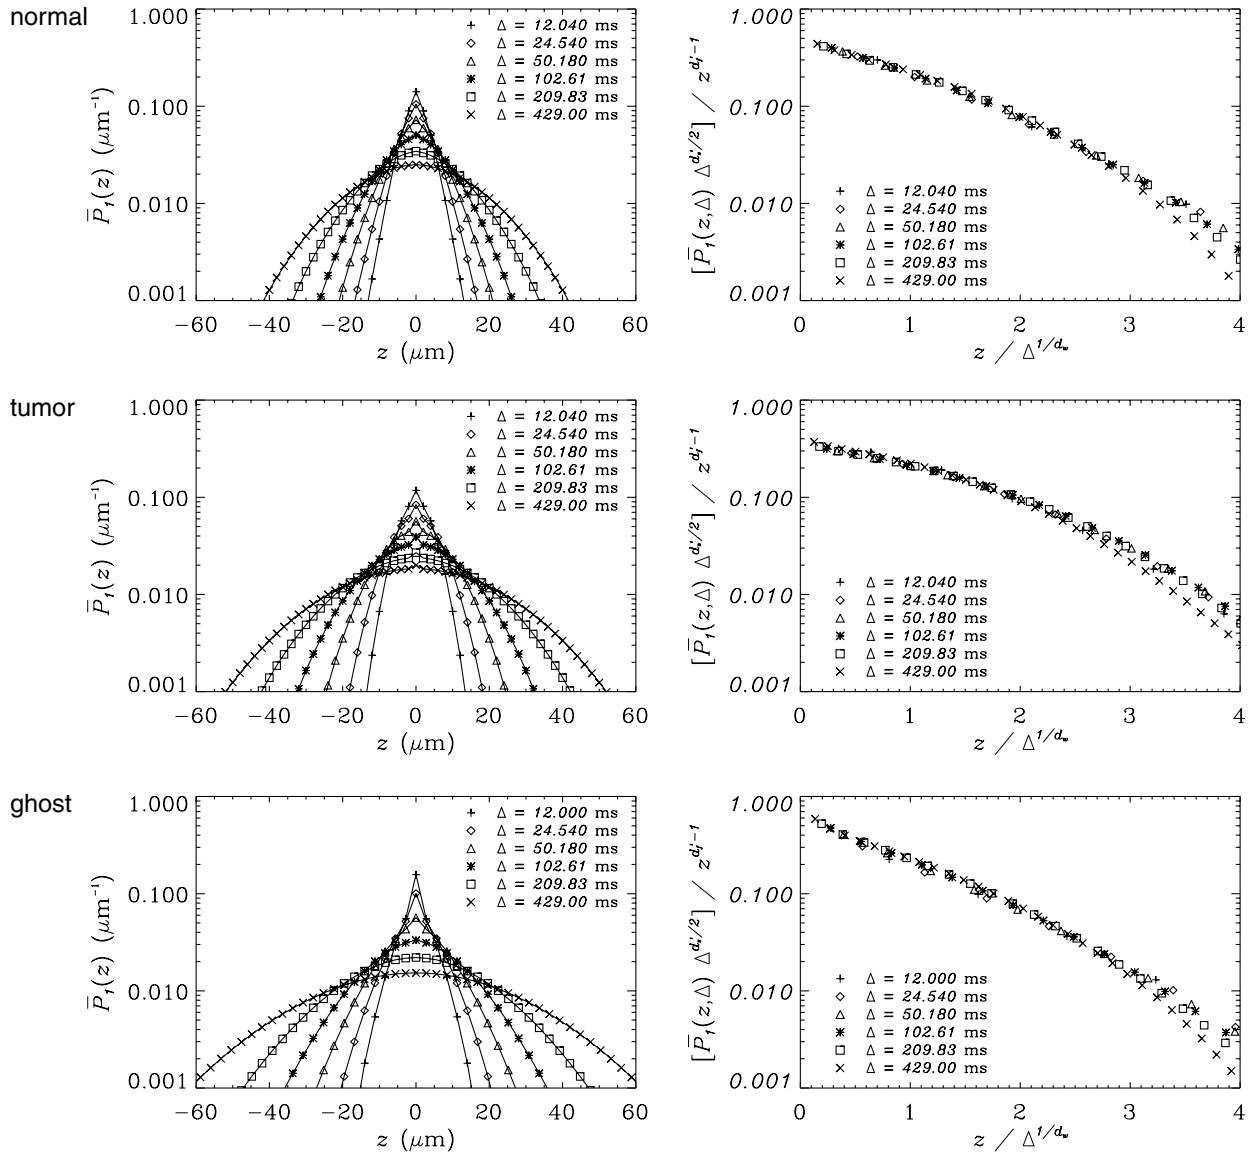 normal
1.000
0.100
0.010
0.001
P̄₁(z) (μm⁻¹)
Δ = 12.040 ms
Δ = 24.540 ms
Δ = 50.180 ms
Δ = 102.61 ms
Δ = 209.83 ms
Δ = 429.00 ms
−60 −40 −20 0 20 40 60
z (μm)
1.000
0.100
0.010
0.001
[P̄₁(z,Δ) Δ^{dₛ'/2}] / z^{d_f'−1}
Δ = 12.040 ms
Δ = 24.540 ms
Δ = 50.180 ms
Δ = 102.61 ms
Δ = 209.83 ms
Δ = 429.00 ms
0 1 2 3 4
z / Δ^{1/d_w}
tumor
1.000
0.100
0.010
0.001
P̄₁(z) (μm⁻¹)
Δ = 12.040 ms
Δ = 24.540 ms
Δ = 50.180 ms
Δ = 102.61 ms
Δ = 209.83 ms
Δ = 429.00 ms
−60 −40 −20 0 20 40 60
z (μm)
1.000
0.100
0.010
0.001
[P̄₁(z,Δ) Δ^{dₛ'/2}] / z^{d_f'−1}
Δ = 12.040 ms
Δ = 24.540 ms
Δ = 50.180 ms
Δ = 102.61 ms
Δ = 209.83 ms
Δ = 429.00 ms
0 1 2 3 4
z / Δ^{1/d_w}
ghost
1.000
0.100
0.010
0.001
P̄₁(z) (μm⁻¹)
Δ = 12.000 ms
Δ = 24.540 ms
Δ = 50.180 ms
Δ = 102.61 ms
Δ = 209.83 ms
Δ = 429.00 ms
−60 −40 −20 0 20 40 60
z (μm)
1.000
0.100
0.010
0.001
[P̄₁(z,Δ) Δ^{dₛ'/2}] / z^{d_f'−1}
Δ = 12.000 ms
Δ = 24.540 ms
Δ = 50.180 ms
Δ = 102.61 ms
Δ = 209.83 ms
Δ = 429.00 ms
0 1 2 3 4
z / Δ^{1/d_w}